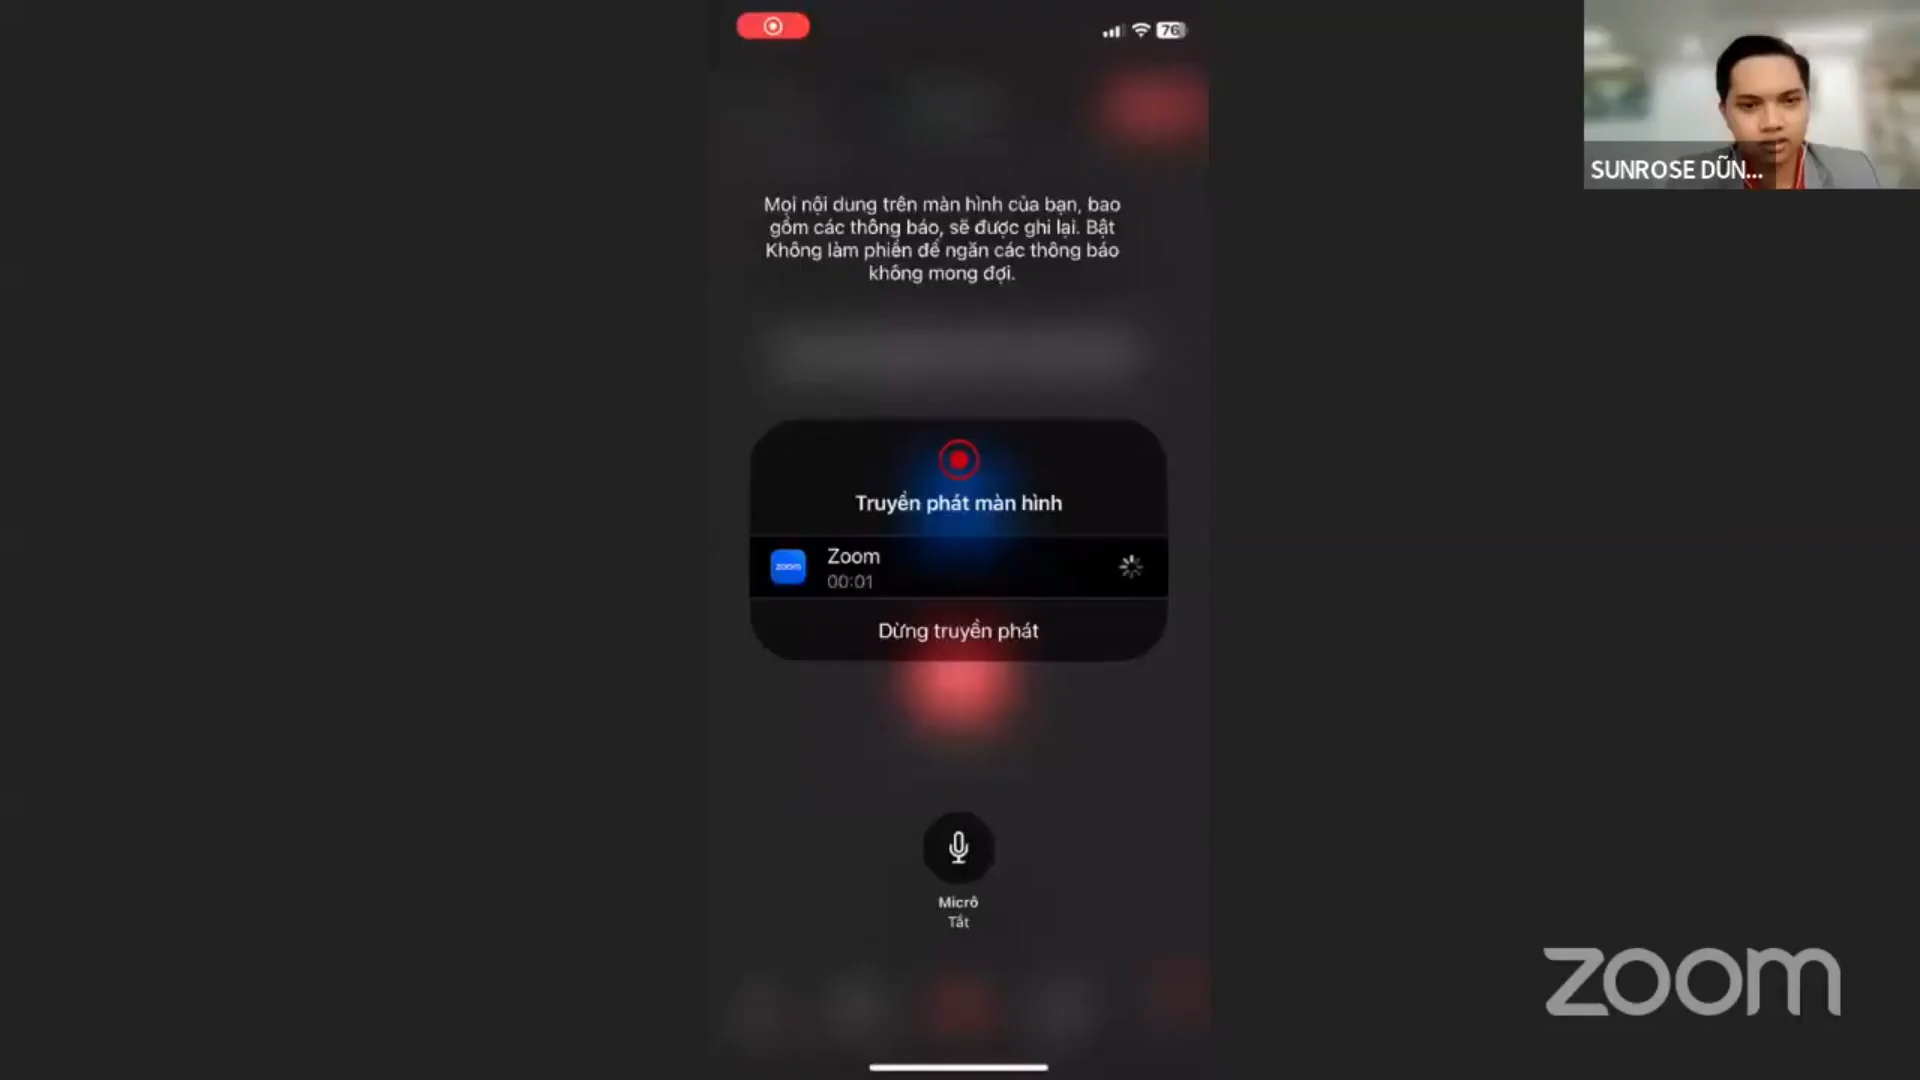 76
SUNROSE DŨN...
Mọi nội dung trên màn hình của bạn, bao
gồm các thông báo, sẽ được ghi lại. Bật
Không làm phiền để ngăn các thông báo
không mong đợi.
Truyền phát màn hình
zoom
Zoom
00:01
Dừng truyền phát
Micrô
Tắt
zoom